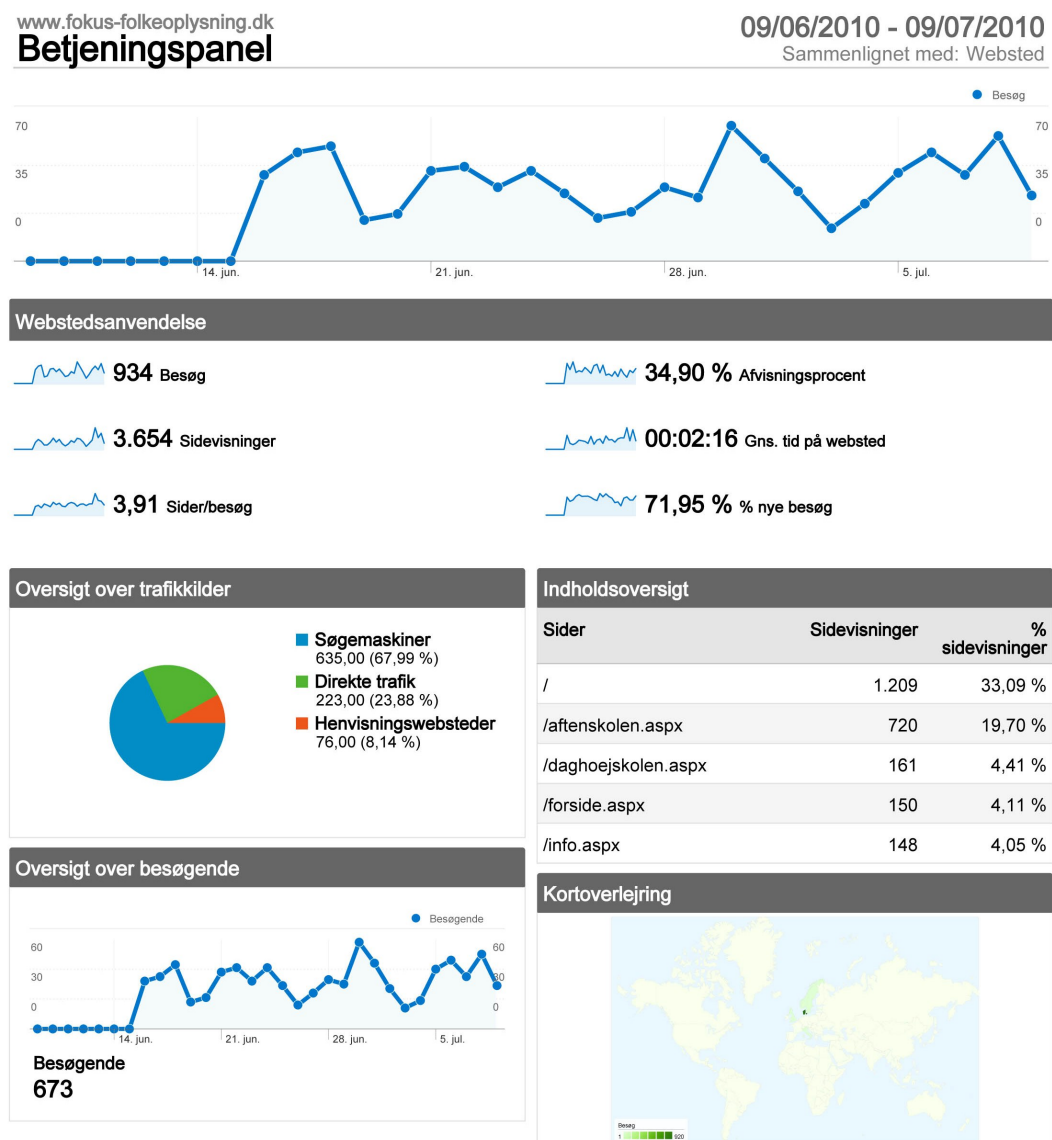 www.fokus-folkeoplysning.dk
Betjeningspanel
09/06/2010 - 09/07/2010
Sammenlignet med: Websted
Besøg
70
70
35
35
0
0
14. jun.
21. jun.
28. jun.
5. jul.
Webstedsanvendelse
934 Besøg
34,90 % Afvisningsprocent
3.654 Sidevisninger
00:02:16 Gns. tid på websted
3,91 Sider/besøg
71,95 % % nye besøg
Oversigt over trafikkilder
Søgemaskiner
635,00 (67,99 %)
Direkte trafik
223,00 (23,88 %)
Henvisningswebsteder
76,00 (8,14 %)
Indholdsoversigt
Sider
Sidevisninger
%
sidevisninger
/ 1.209 33,09 %
/aftenskolen.aspx 720 19,70 %
/daghoejskolen.aspx 161 4,41 %
/forside.aspx 150 4,11 %
/info.aspx 148 4,05 %
Oversigt over besøgende
Besøgende
60
60
30
30
0
0
14. jun.
21. jun.
28. jun.
5. jul.
Besøgende
673
Kortoverlejring
Besøg
1 920